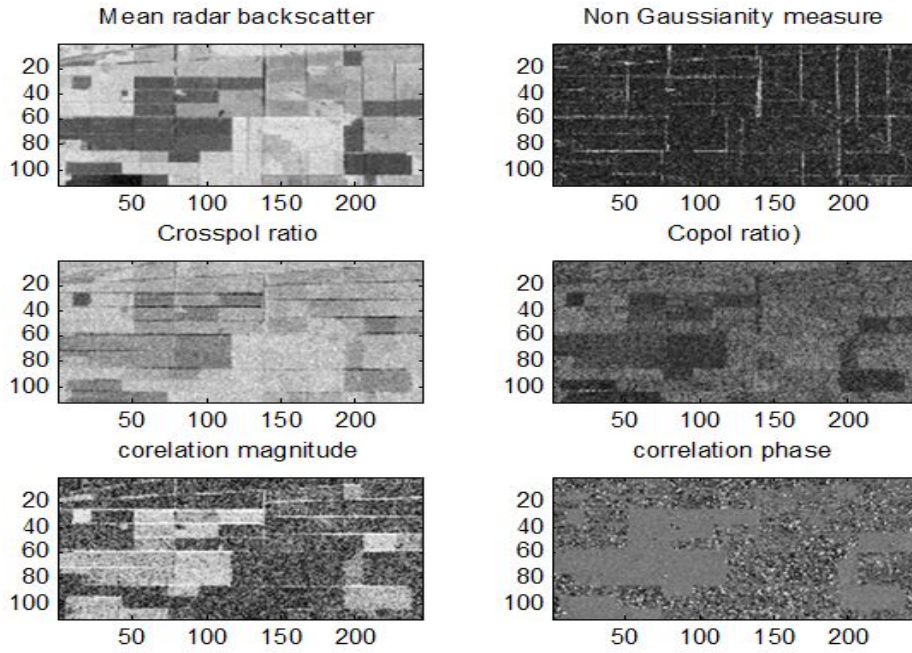 Mean radar backscatter
20
40
60
80
100
50 100 150 200
Non Gaussianity measure
20
40
60
80
100
50 100 150 200
Crosspol ratio
20
40
60
80
100
50 100 150 200
Copol ratio)
20
40
60
80
100
50 100 150 200
corelation magnitude
20
40
60
80
100
50 100 150 200
correlation phase
20
40
60
80
100
50 100 150 200